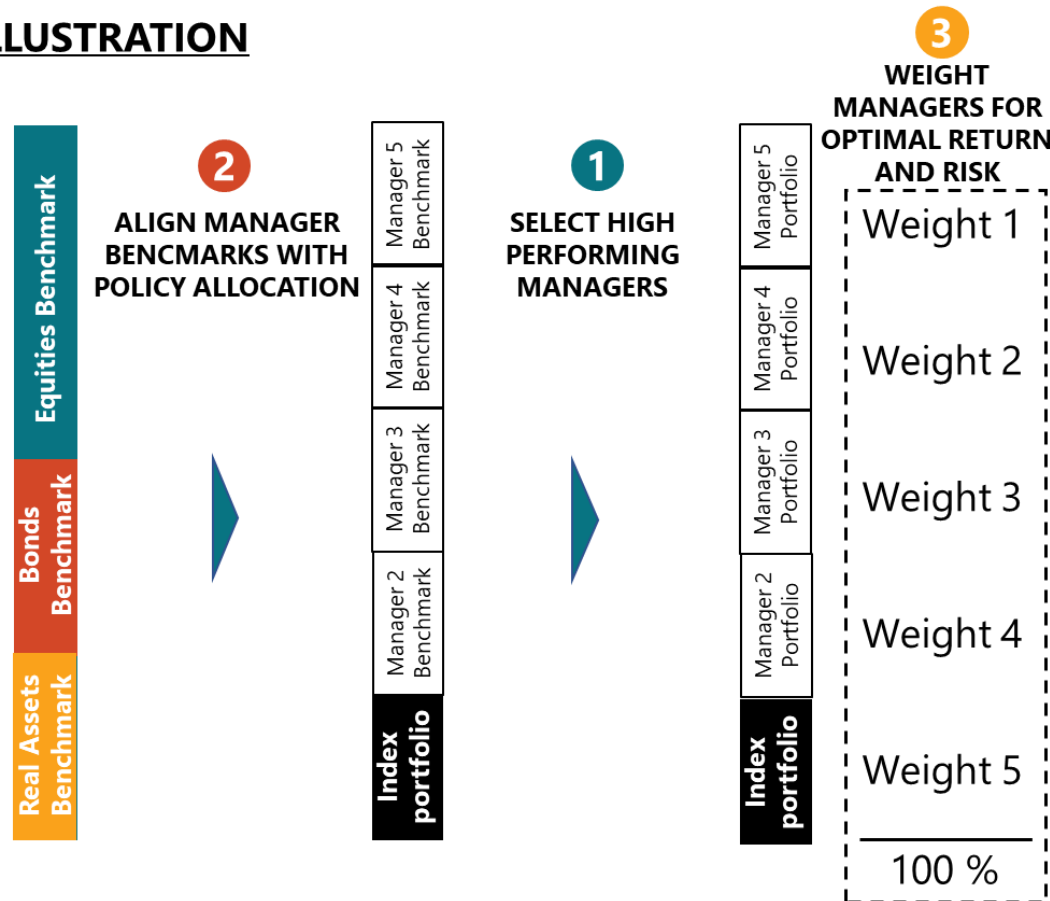 LLUSTRATION
3
WEIGHT
MANAGERS FOR
OPTIMAL RETURN
AND RISK
2
ALIGN MANAGER
BENCMARKS WITH
POLICY ALLOCATION
1
SELECT HIGH
PERFORMING
MANAGERS
Equities Benchmark
Bonds
Benchmark
Real Assets
Benchmark
Manager 5
Benchmark
Manager 4
Benchmark
Manager 3
Benchmark
Manager 2
Benchmark
Index
portfolio
Manager 5
Portfolio
Manager 4
Portfolio
Manager 3
Portfolio
Manager 2
Portfolio
Index
portfolio
Weight 1
Weight 2
Weight 3
Weight 4
Weight 5
100 %